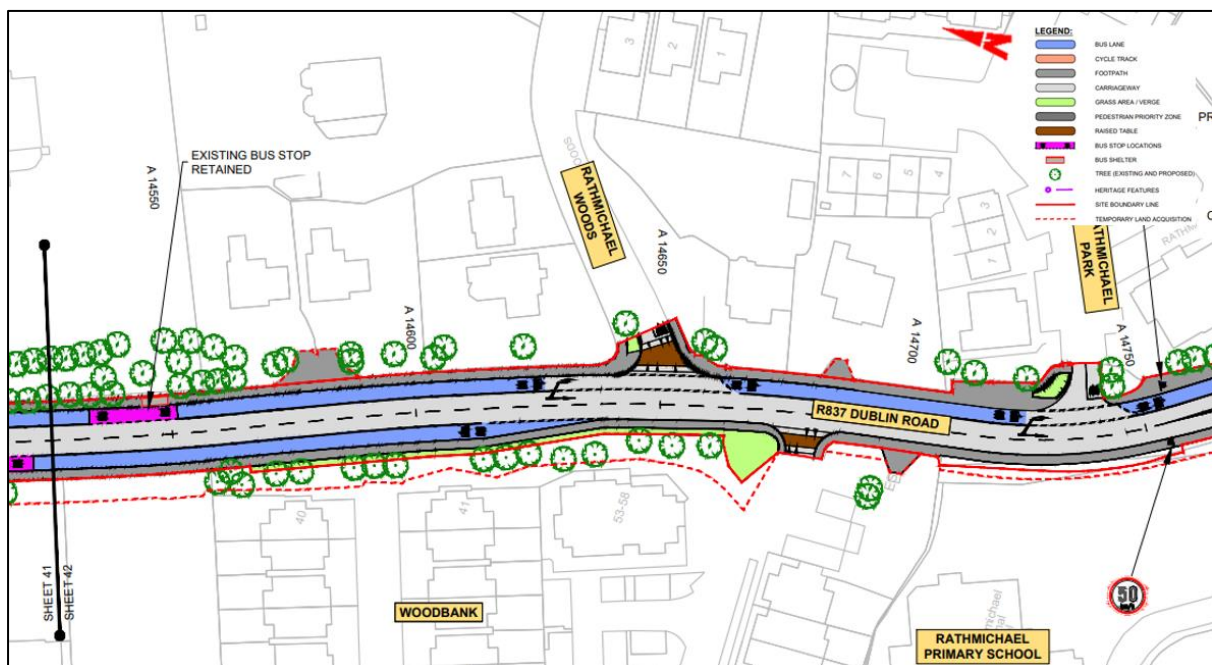 LEGEND:
BUS LANE
CYCLE TRACK
FOOTPATH
CARRIAGEWAY
GRASS AREA / VERGE
PEDESTRIAN PRIORITY ZONE
RAISED TABLE
BUS STOP LOCATIONS
BUS SHELTER
TREE (EXISTING AND PROPOSED)
HERITAGE FEATURES
SITE BOUNDARY LINE
TEMPORARY LAND ACQUISITION
PR
EXISTING BUS STOP
RETAINED
A 14550
A 14600
A 14650
A 14700
A 14750
RATHMICHAEL
WOODS
3
2
1
7
6
5
4
3
2
1
RATHMICHAEL
PARK
R837 DUBLIN ROAD
40
41
53-58
WOODBANK
SHEET 41
SHEET 42
50
RATHMICHAEL
PRIMARY SCHOOL